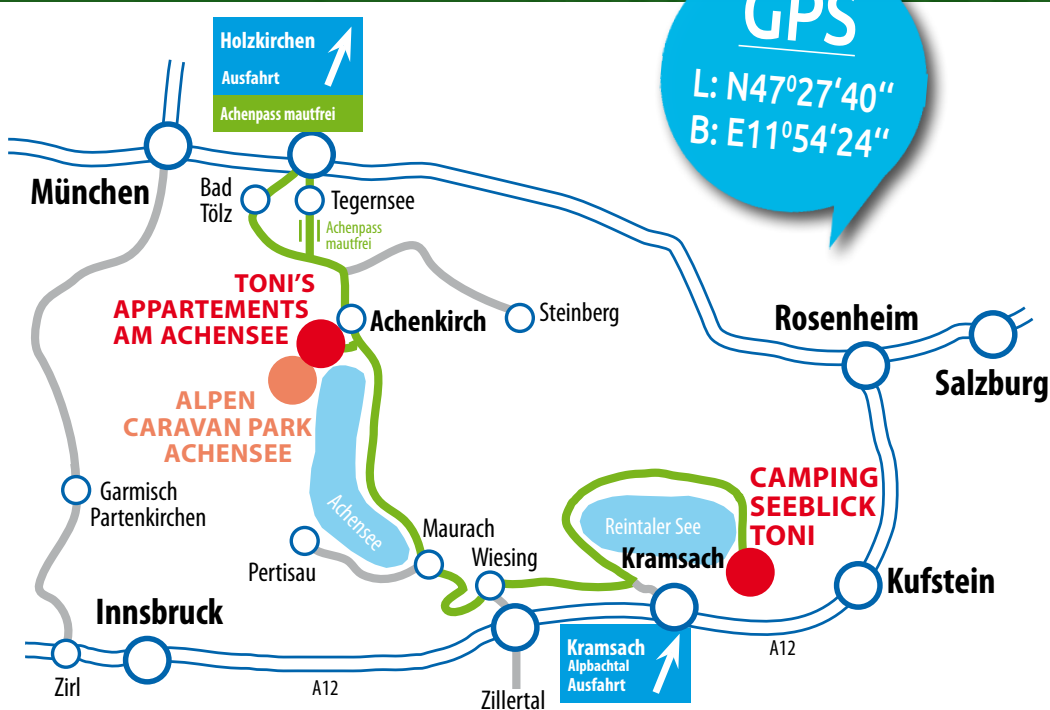 GPS
L: N47⁰27‘40“
B: E11⁰54‘24“
Holzkirchen
Ausfahrt
Achenpass mautfrei
München
Bad
Tölz
Tegernsee
Achenpass
mautfrei
TONI'S
APPARTEMENTS
AM ACHENSEE
Achenkirch
Steinberg
Rosenheim
Salzburg
ALPEN
CARAVAN PARK
ACHENSEE
Garmisch
Partenkirchen
Achensee
Pertisau
Maurach
Wiesing
Reintaler See
Kramsach
CAMPING
SEEBLICK
TONI
Kufstein
Innsbruck
Zirl
A12
Zillertal
Kramsach
Alpbachtal
Ausfahrt
A12